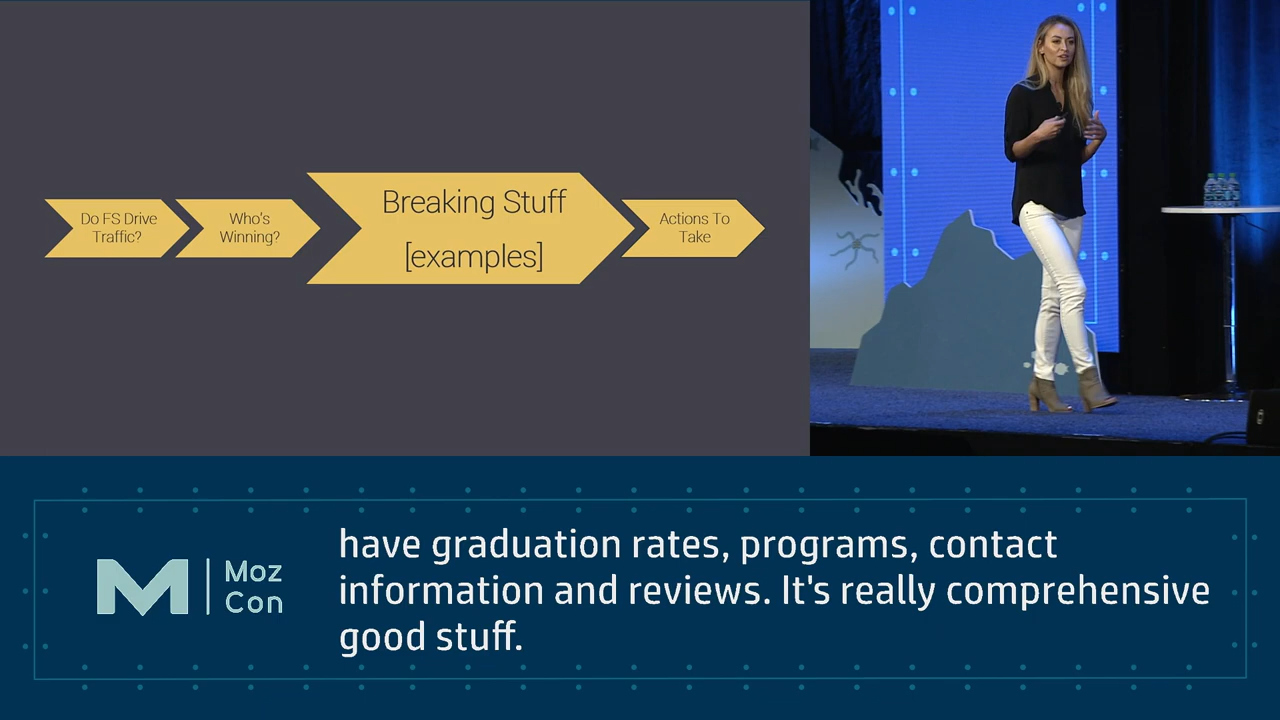 Do FS Drive
Traffic?
Who's
Winning?
Breaking Stuff
[examples]
Actions To
Take
Moz
Con
have graduation rates, programs, contact
information and reviews. It's really comprehensive
good stuff.